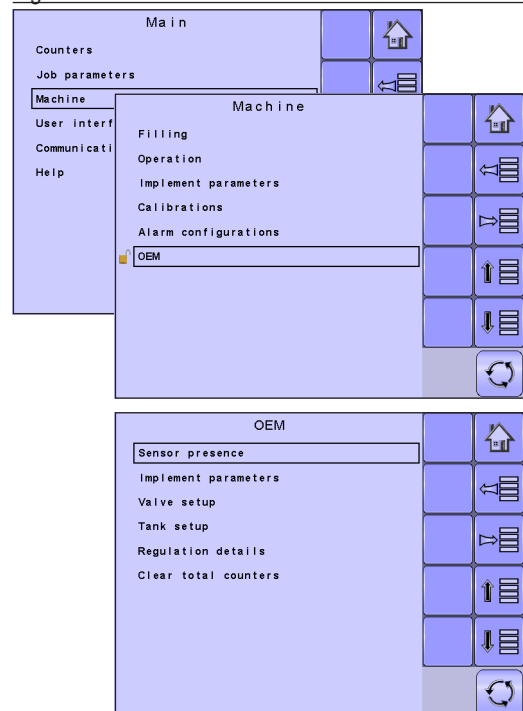 Main
Counters
Job parameters
Machine
User interf
Communicati
Help
Machine
Filling
Operation
Implement parameters
Calibrations
Alarm configurations
OEM
OEM
Sensor presence
Implement parameters
Valve setup
Tank setup
Regulation details
Clear total counters